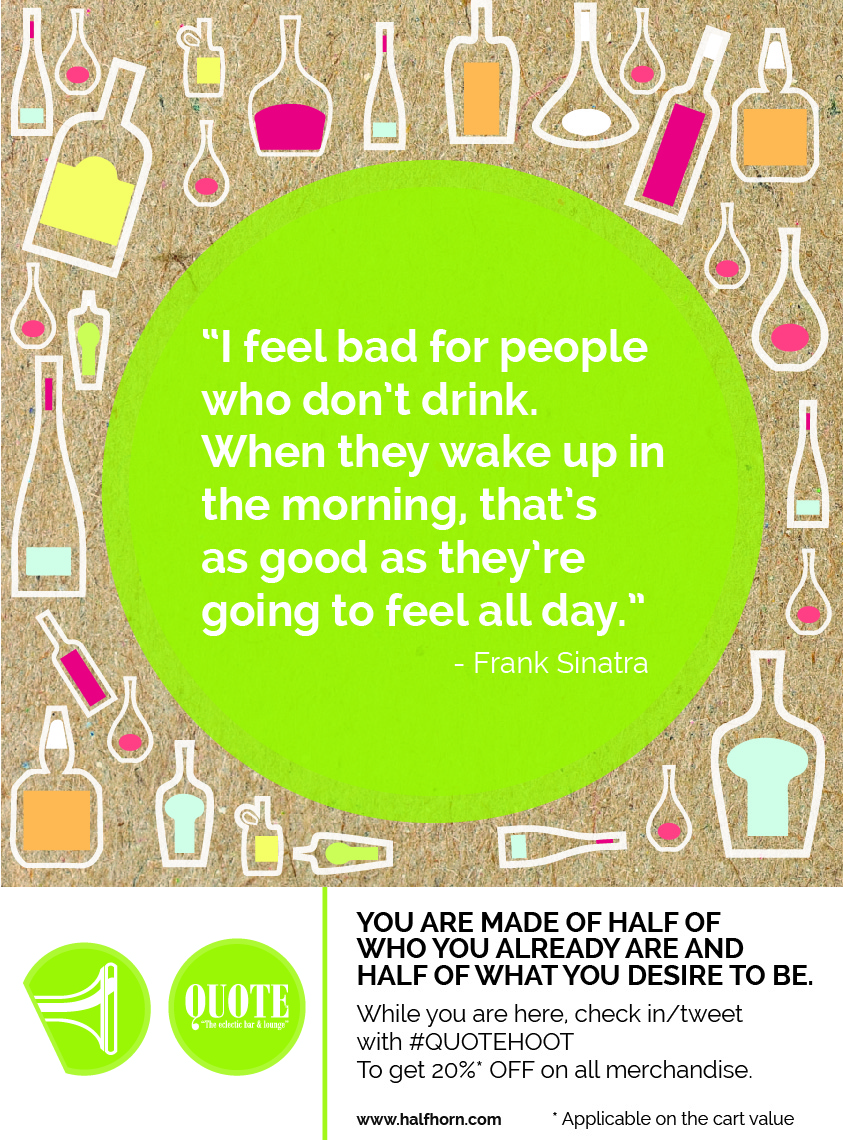 “I feel bad for people
who don’t drink.
When they wake up in
the morning, that’s
as good as they’re
going to feel all day.”
- Frank Sinatra
QUOTE
“The eclectic bar & lounge”
YOU ARE MADE OF HALF OF
WHO YOU ALREADY ARE AND
HALF OF WHAT YOU DESIRE TO BE.
While you are here, check in/tweet
with #QUOTEHOOT
To get 20%* OFF on all merchandise.
www.halfhorn.com
* Applicable on the cart value